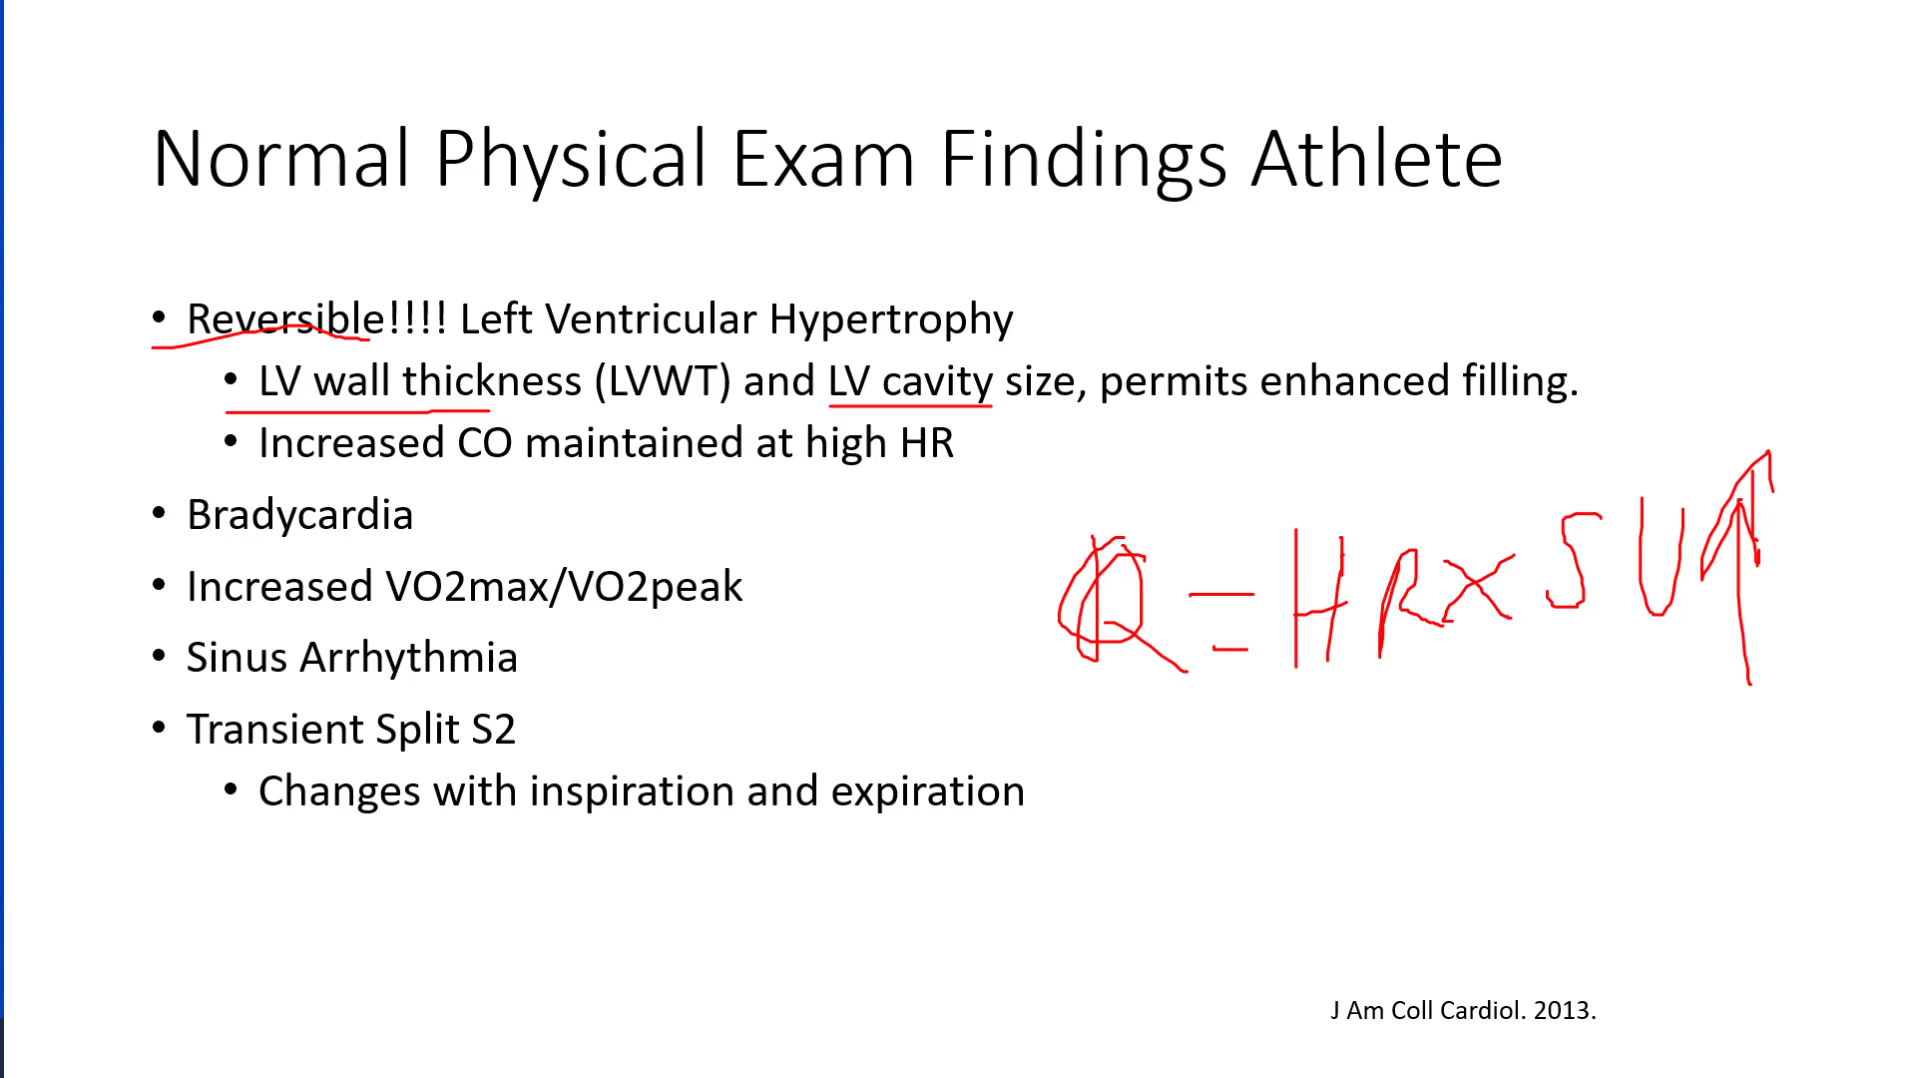 Normal Physical Exam Findings Athlete
• Reversible!!!! Left Ventricular Hypertrophy
• LV wall thickness (LVWT) and LV cavity size, permits enhanced filling.
• Increased CO maintained at high HR
• Bradycardia
• Increased VO2max/VO2peak
• Sinus Arrhythmia
• Transient Split S2
• Changes with inspiration and expiration
Q = HR x SV ↑
J Am Coll Cardiol. 2013.